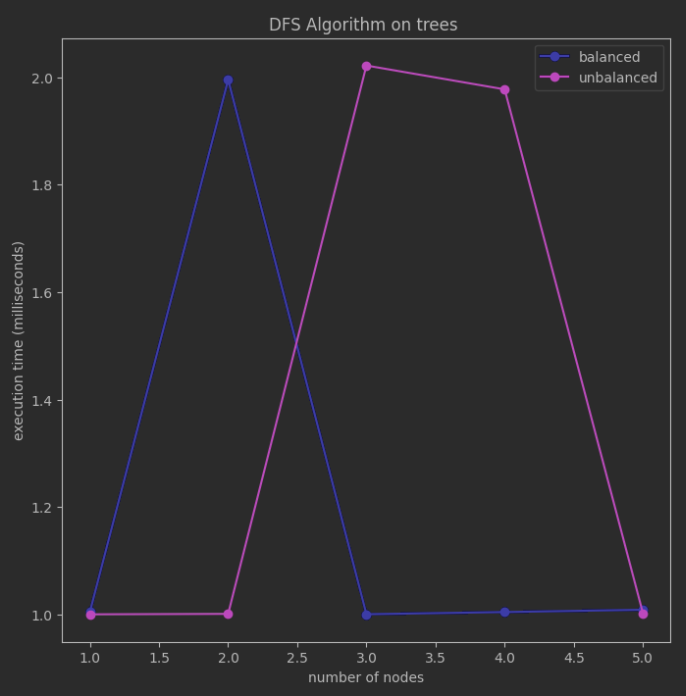 DFS Algorithm on trees
balanced
unbalanced
execution time (milliseconds)
2.0
1.8
1.6
1.4
1.2
1.0
1.0 1.5 2.0 2.5 3.0 3.5 4.0 4.5 5.0
number of nodes